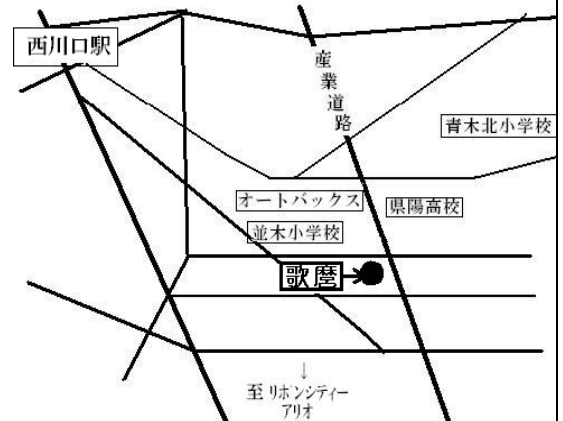 西川口駅
産業道路
青木北小学校
オートバックス
県陽高校
並木小学校
歌麿
↓
至 リボンシティー
アリオ